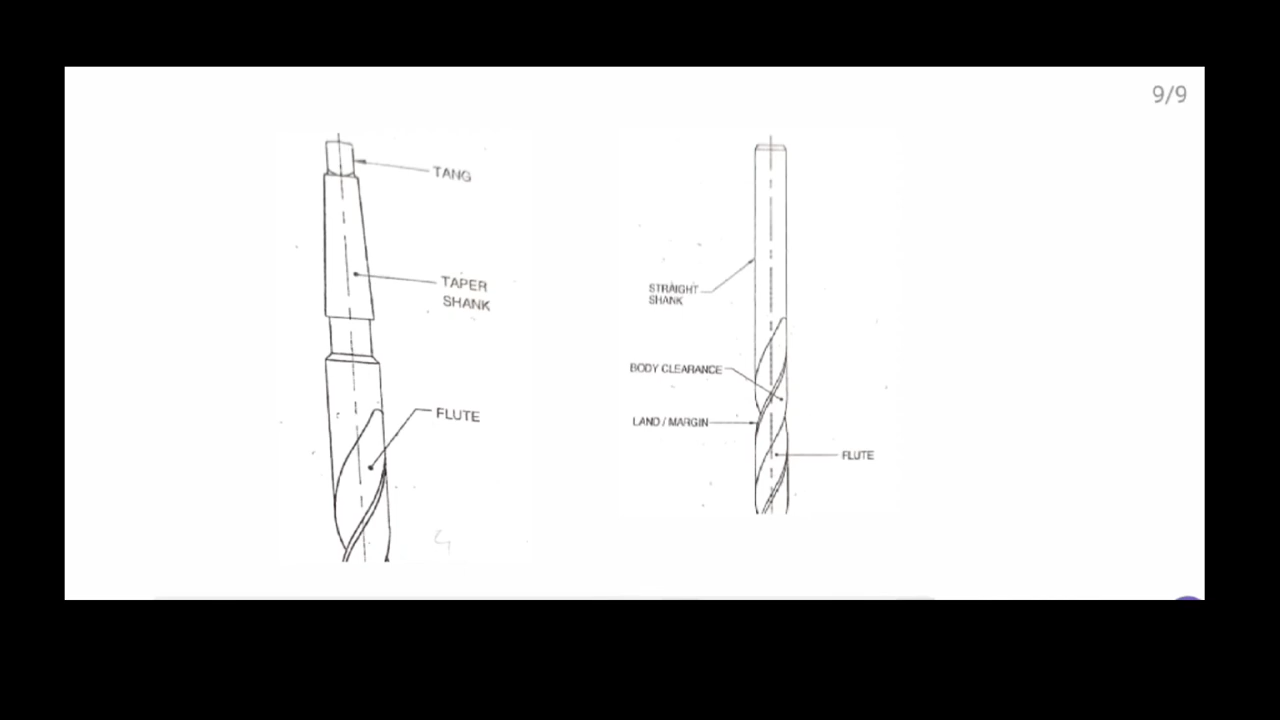 9/9
TANG
TAPER
SHANK
FLUTE
STRAIGHT
SHANK
BODY CLEARANCE
LAND / MARGIN
FLUTE